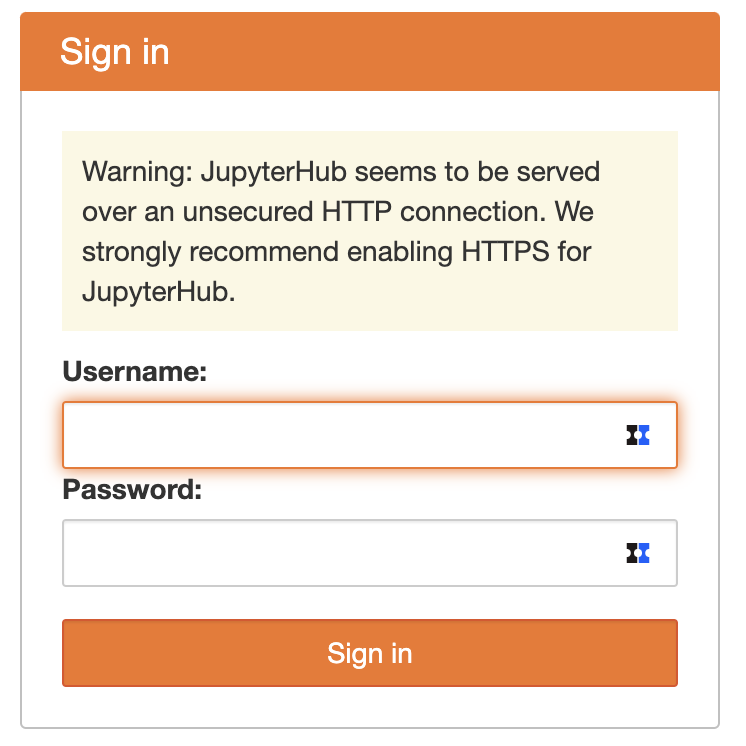 Sign in
Warning: JupyterHub seems to be served
over an unsecured HTTP connection. We
strongly recommend enabling HTTPS for
JupyterHub.
Username:
Password:
Sign in